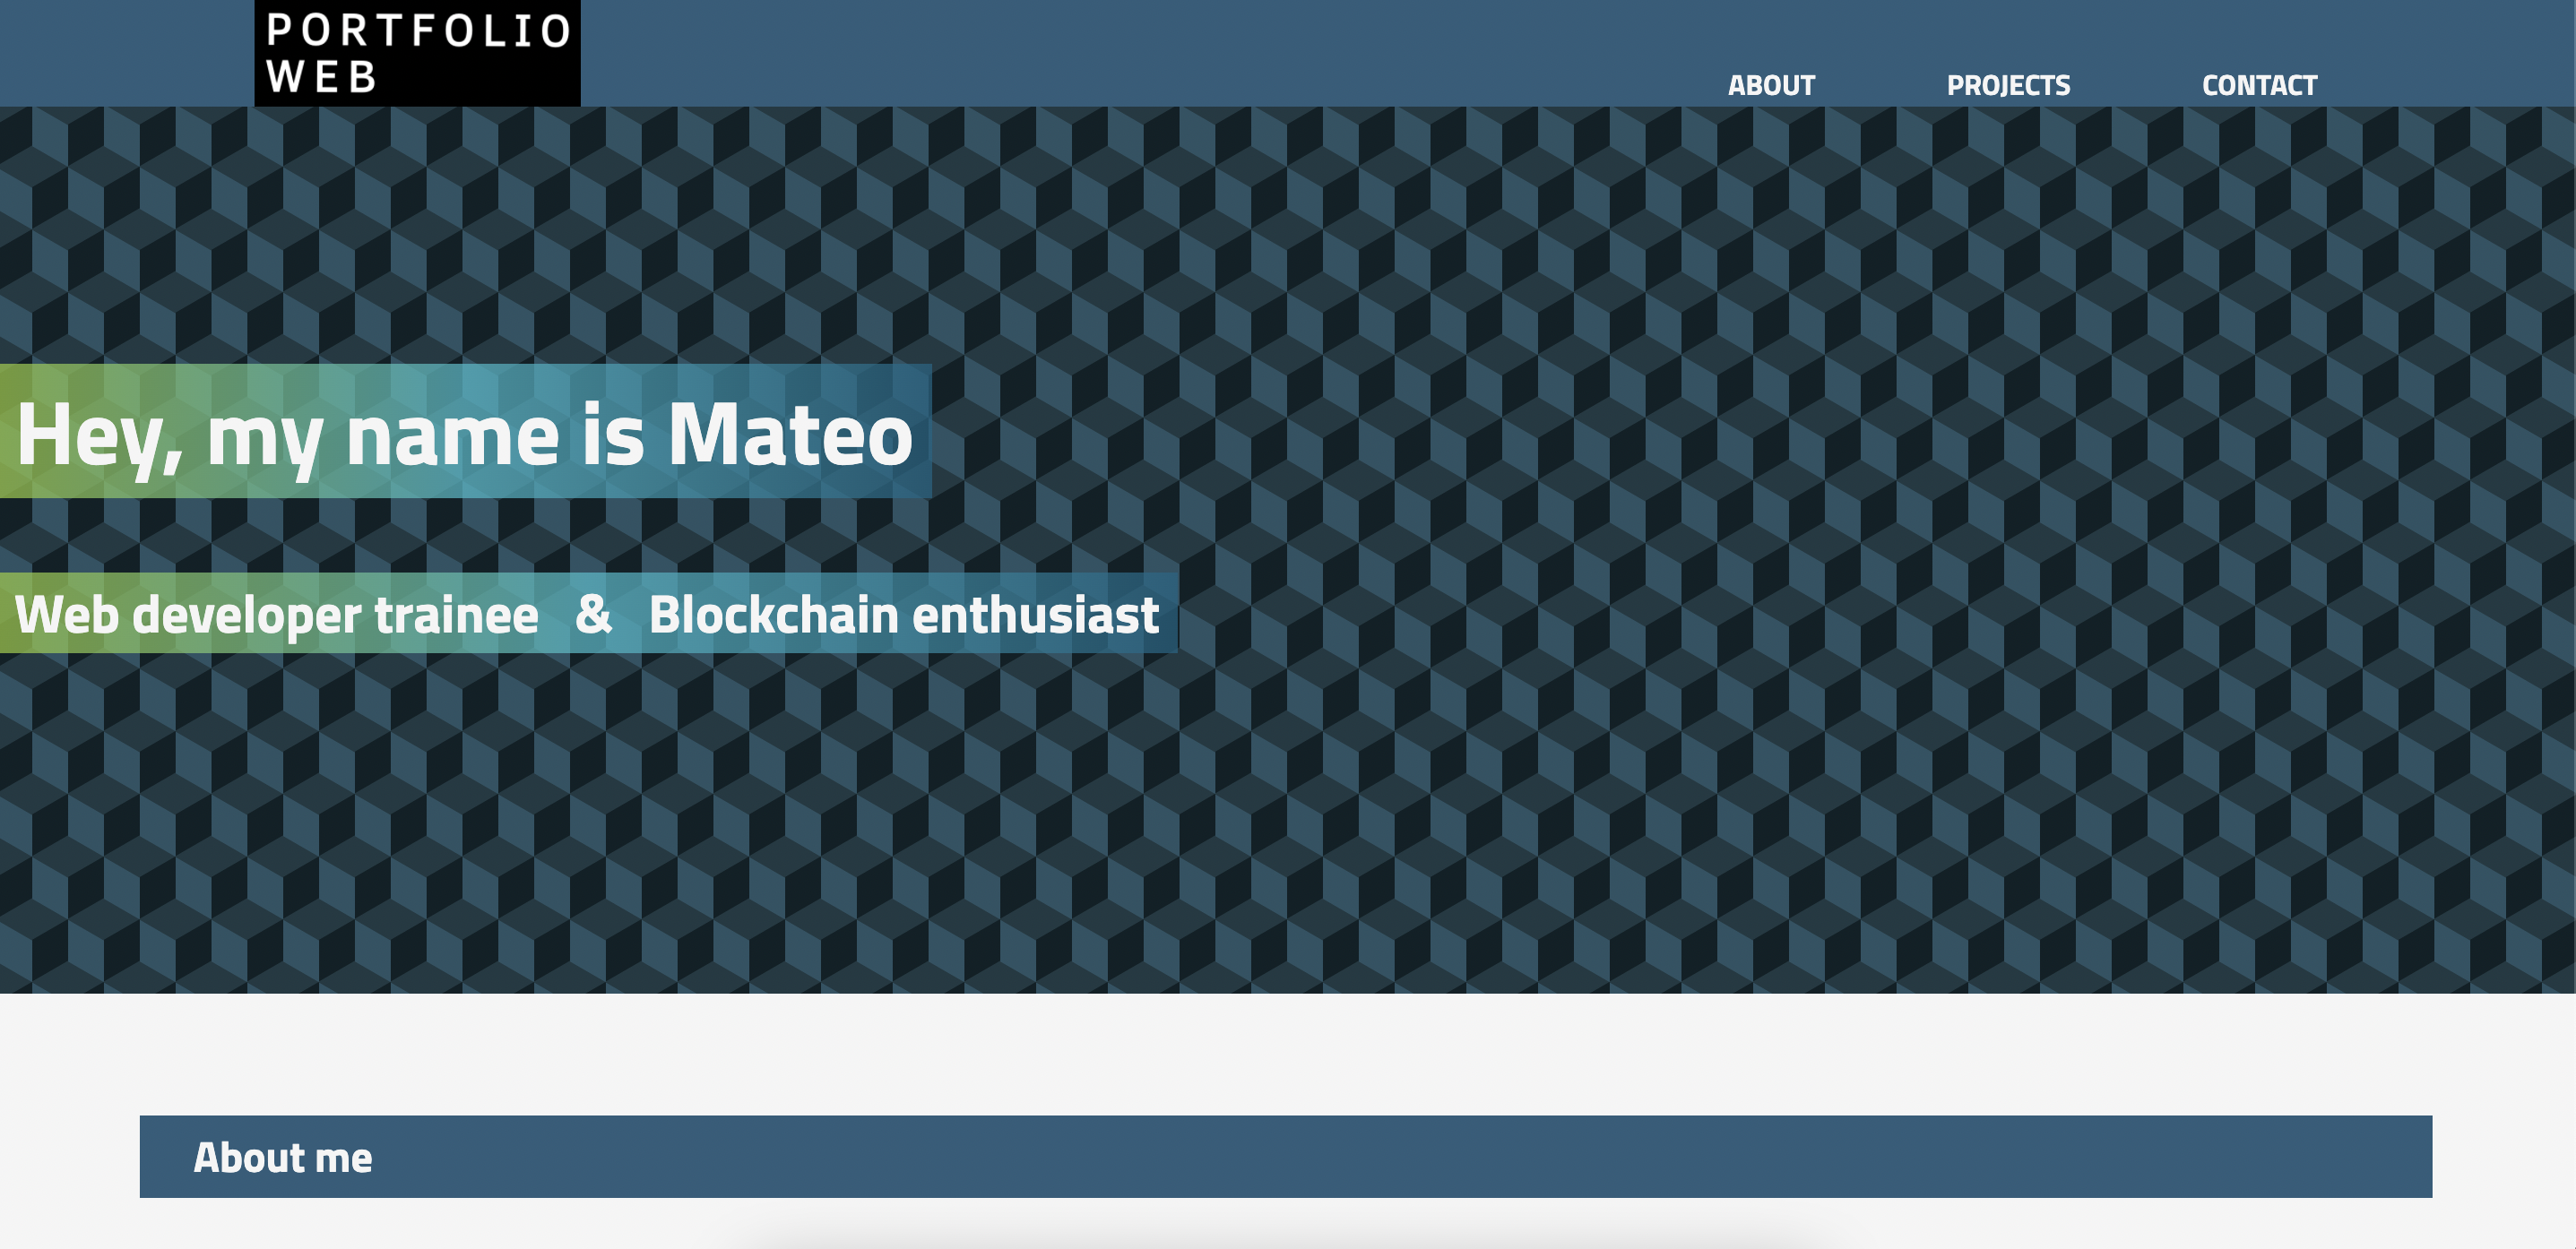 PORTFOLIO
WEB
ABOUT PROJECTS CONTACT
Hey, my name is Mateo
Web developer trainee & Blockchain enthusiast
About me